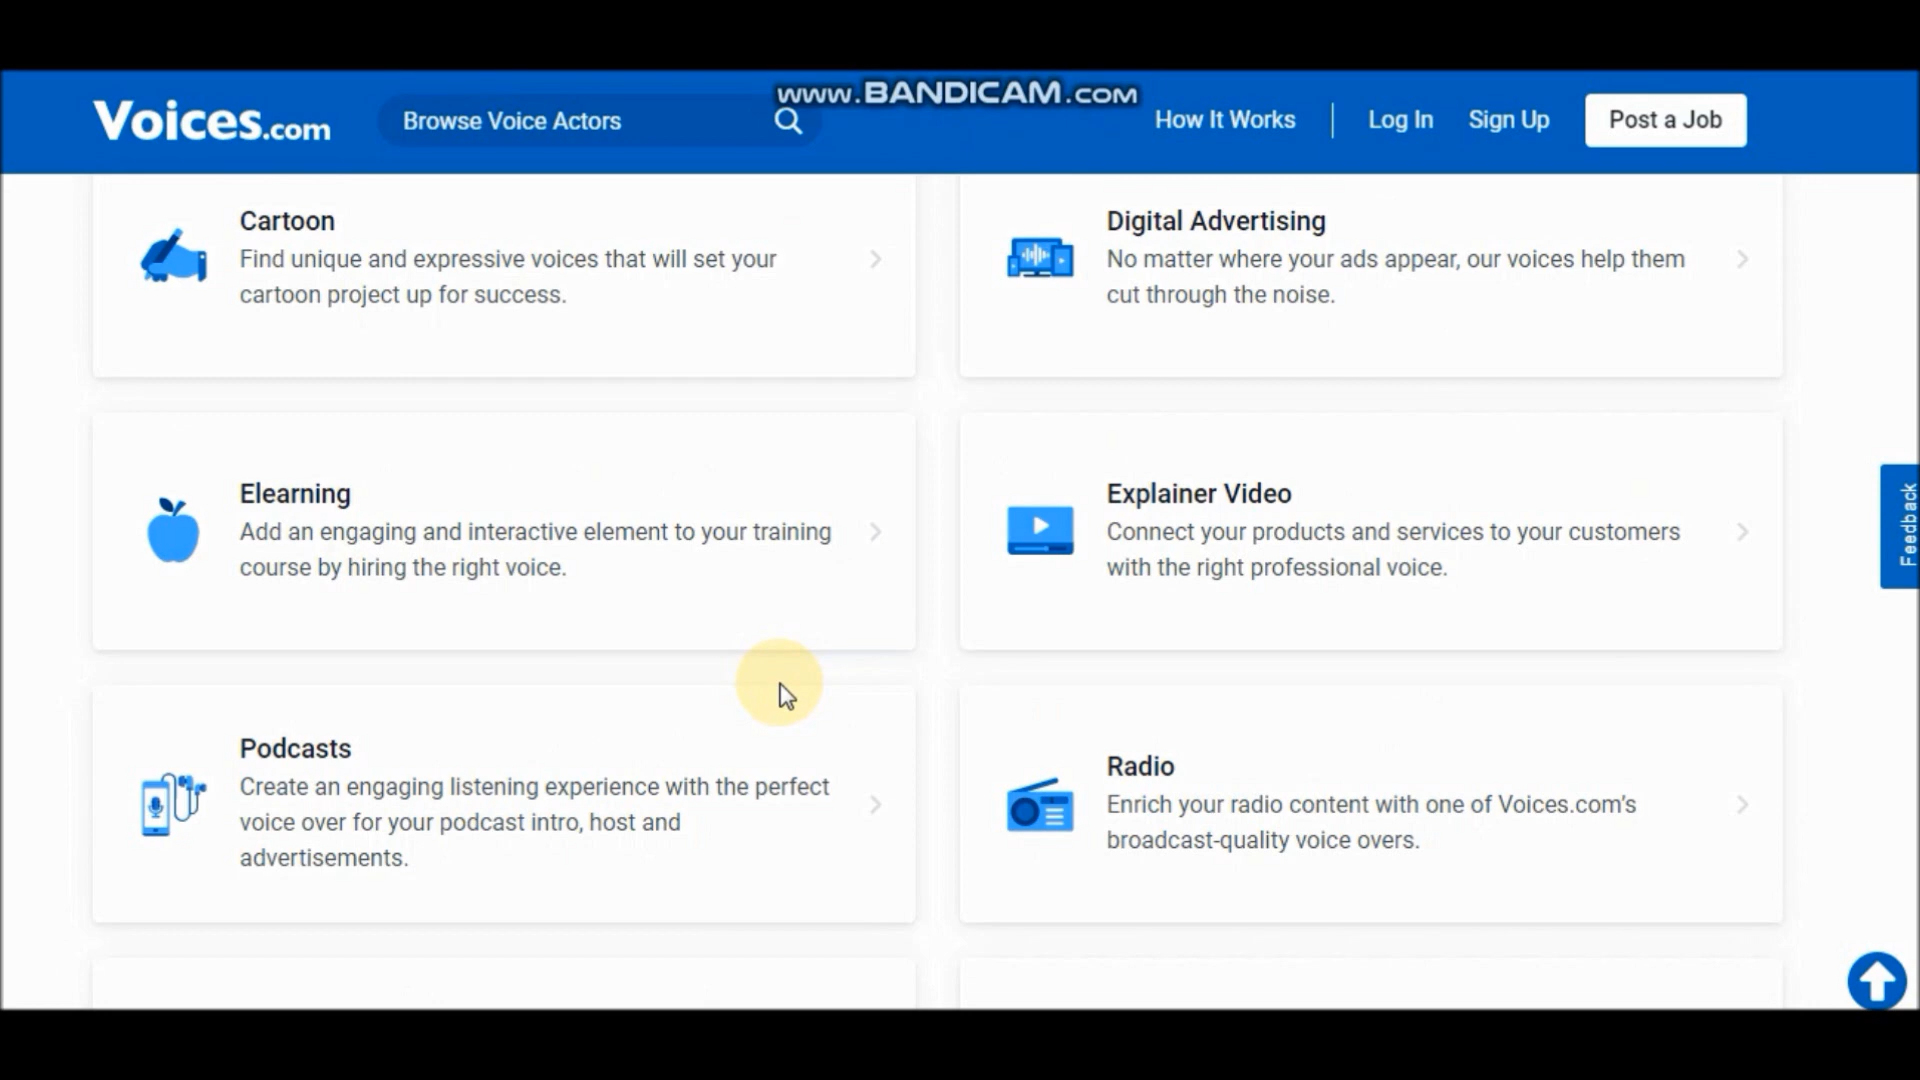 www.BANDICAM.com
Voices.com
Browse Voice Actors
How It Works
Log In
Sign Up
Post a Job
Cartoon
Find unique and expressive voices that will set your
cartoon project up for success.
Digital Advertising
No matter where your ads appear, our voices help them
cut through the noise.
Elearning
Add an engaging and interactive element to your training
course by hiring the right voice.
Explainer Video
Connect your products and services to your customers
with the right professional voice.
Feedback
Podcasts
Create an engaging listening experience with the perfect
voice over for your podcast intro, host and
advertisements.
Radio
Enrich your radio content with one of Voices.com’s
broadcast-quality voice overs.